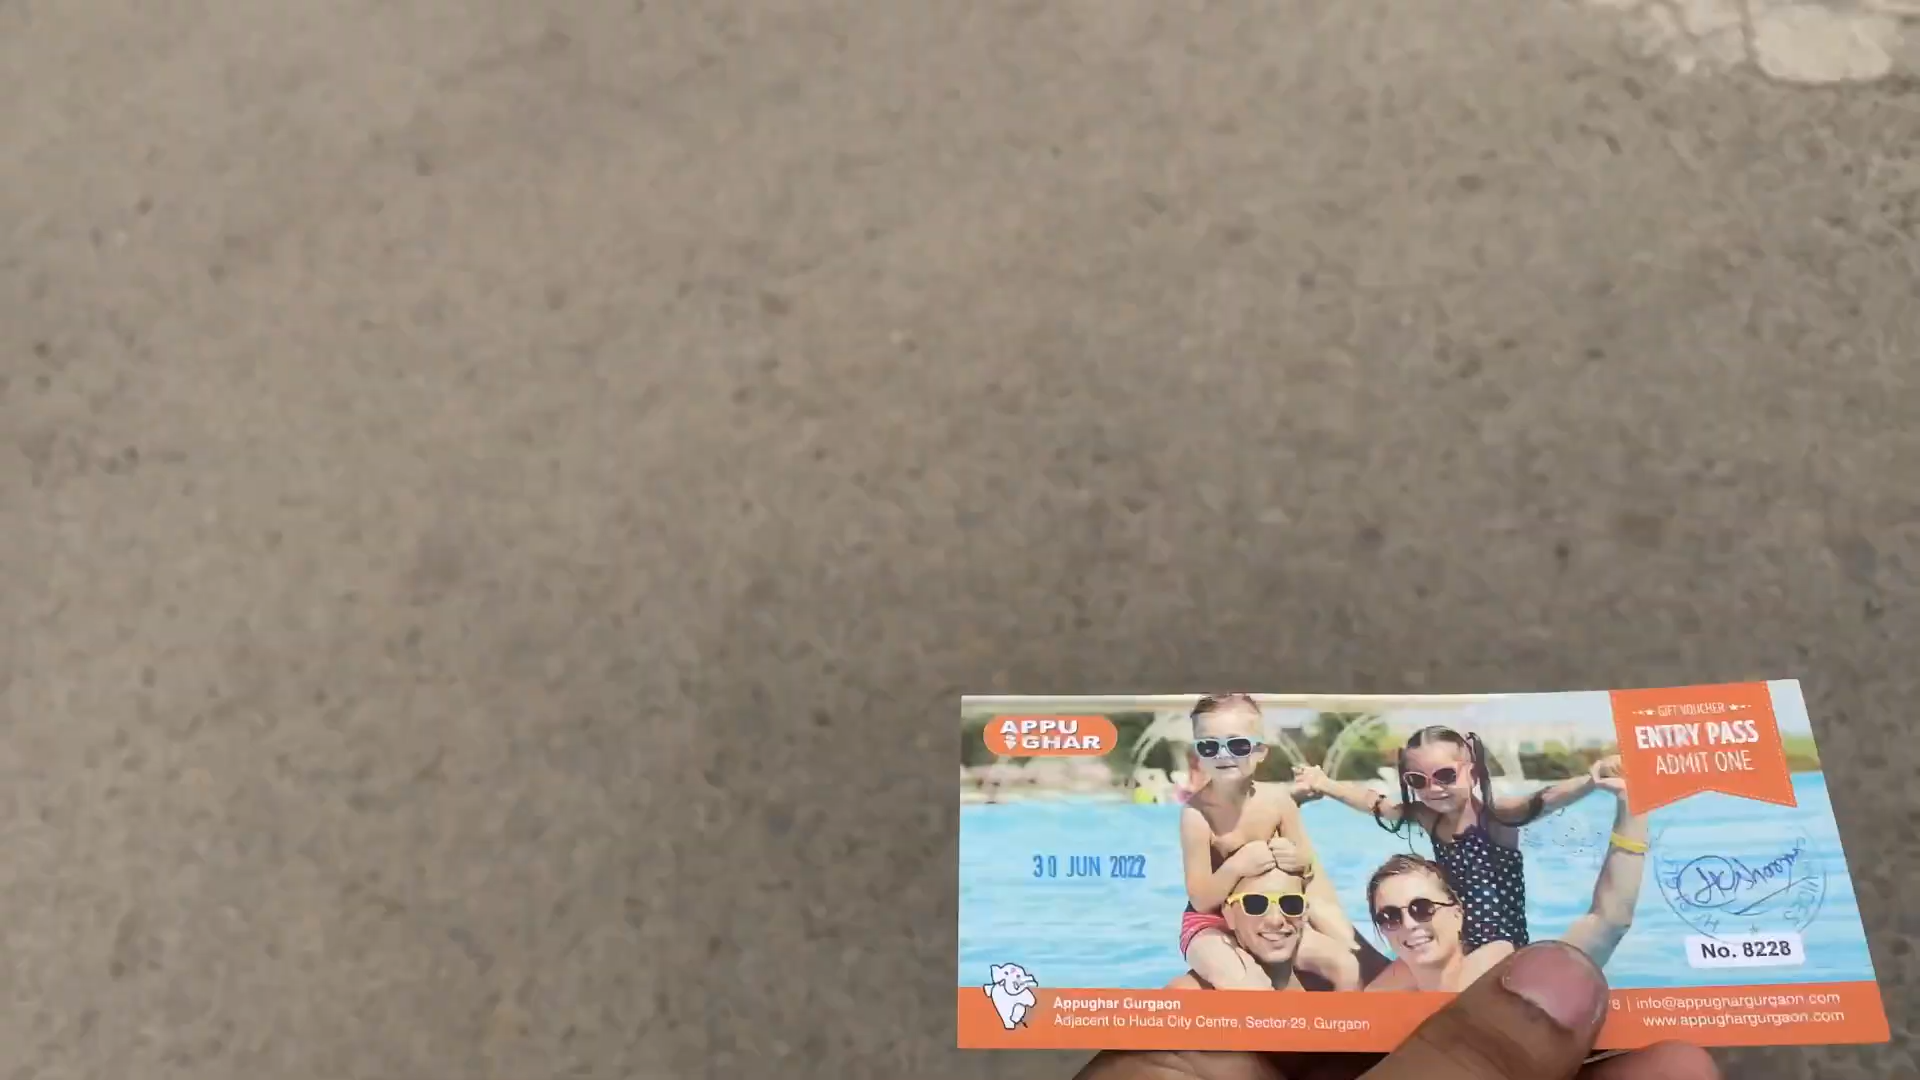 APPU
GHAR
GIFT VOUCHER
ENTRY PASS
ADMIT ONE
30 JUN 2022
No. 8228
Appughar Gurgaon
Adjacent to Huda City Centre, Sector-29, Gurgaon
8 | info@appughargurgaon.com
www.appughargurgaon.com